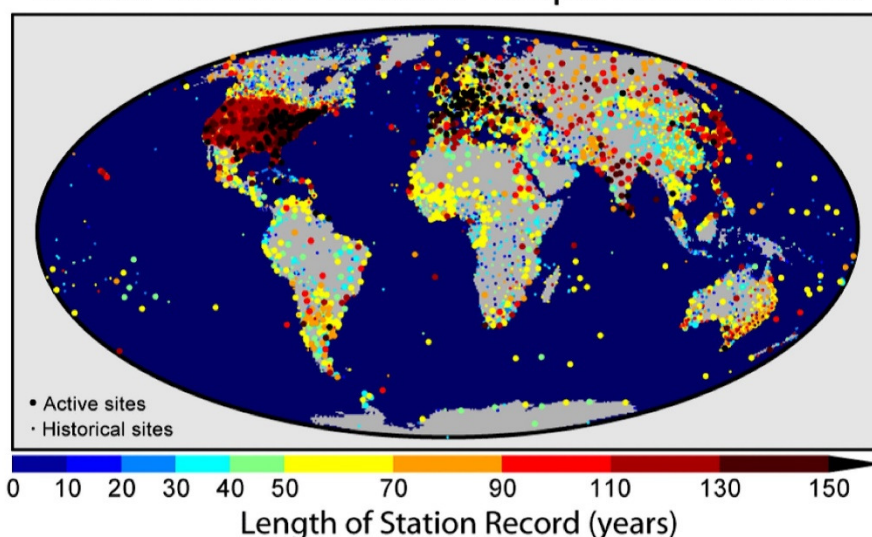 • Active sites
· Historical sites
0 10 20 30 40 50 70 90 110 130 150
Length of Station Record (years)